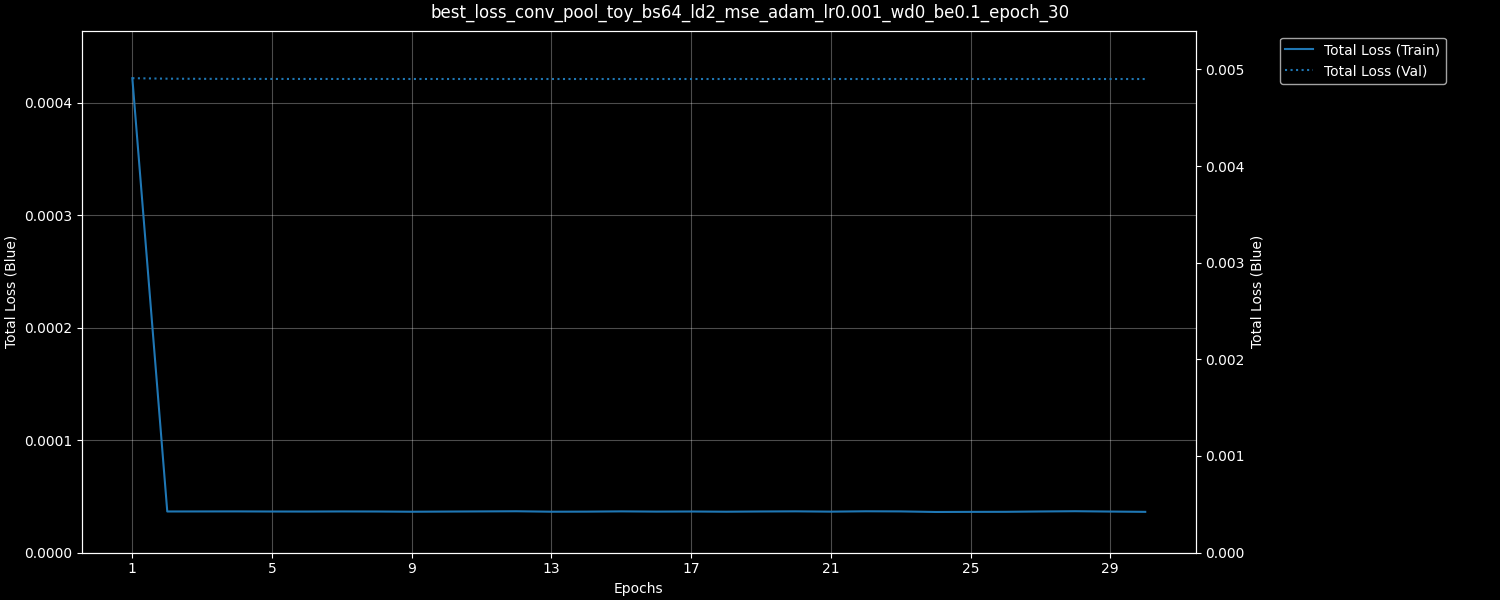 best_loss_conv_pool_toy_bs64_ld2_mse_adam_lr0.001_wd0_be0.1_epoch_30
Total Loss (Train)
Total Loss (Val)
Total Loss (Blue)
0.0004
0.0003
0.0002
0.0001
0.0000
0.005
0.004
0.003
0.002
0.001
0.000
Total Loss (Blue)
1 5 9 13 17 21 25 29
Epochs